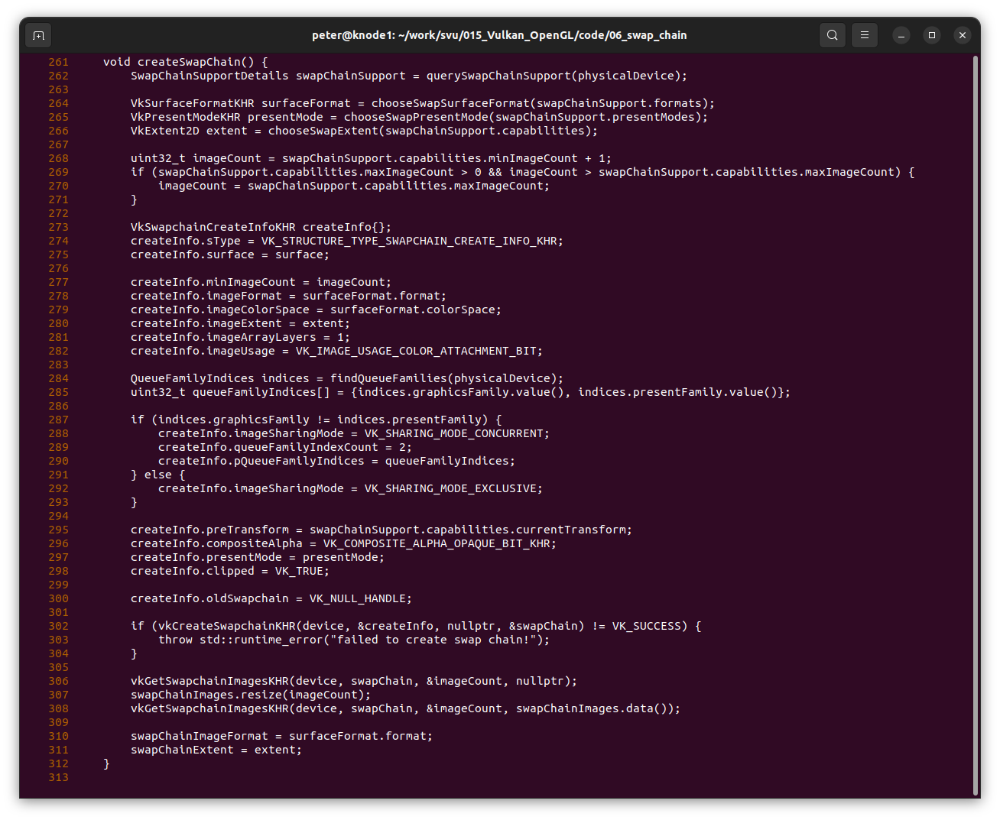 peter@knode1: ~/work/svu/015_Vulkan_OpenGL/code/06_swap_chain
261     void createSwapChain() {
262         SwapChainSupportDetails swapChainSupport = querySwapChainSupport(physicalDevice);
263
264         VkSurfaceFormatKHR surfaceFormat = chooseSwapSurfaceFormat(swapChainSupport.formats);
265         VkPresentModeKHR presentMode = chooseSwapPresentMode(swapChainSupport.presentModes);
266         VkExtent2D extent = chooseSwapExtent(swapChainSupport.capabilities);
267
268         uint32_t imageCount = swapChainSupport.capabilities.minImageCount + 1;
269         if (swapChainSupport.capabilities.maxImageCount > 0 && imageCount > swapChainSupport.capabilities.maxImageCount) {
270             imageCount = swapChainSupport.capabilities.maxImageCount;
271         }
272
273         VkSwapchainCreateInfoKHR createInfo{};
274         createInfo.sType = VK_STRUCTURE_TYPE_SWAPCHAIN_CREATE_INFO_KHR;
275         createInfo.surface = surface;
276
277         createInfo.minImageCount = imageCount;
278         createInfo.imageFormat = surfaceFormat.format;
279         createInfo.imageColorSpace = surfaceFormat.colorSpace;
280         createInfo.imageExtent = extent;
281         createInfo.imageArrayLayers = 1;
282         createInfo.imageUsage = VK_IMAGE_USAGE_COLOR_ATTACHMENT_BIT;
283
284         QueueFamilyIndices indices = findQueueFamilies(physicalDevice);
285         uint32_t queueFamilyIndices[] = {indices.graphicsFamily.value(), indices.presentFamily.value()};
286
287         if (indices.graphicsFamily != indices.presentFamily) {
288             createInfo.imageSharingMode = VK_SHARING_MODE_CONCURRENT;
289             createInfo.queueFamilyIndexCount = 2;
290             createInfo.pQueueFamilyIndices = queueFamilyIndices;
291         } else {
292             createInfo.imageSharingMode = VK_SHARING_MODE_EXCLUSIVE;
293         }
294
295         createInfo.preTransform = swapChainSupport.capabilities.currentTransform;
296         createInfo.compositeAlpha = VK_COMPOSITE_ALPHA_OPAQUE_BIT_KHR;
297         createInfo.presentMode = presentMode;
298         createInfo.clipped = VK_TRUE;
299
300         createInfo.oldSwapchain = VK_NULL_HANDLE;
301
302         if (vkCreateSwapchainKHR(device, &createInfo, nullptr, &swapChain) != VK_SUCCESS) {
303             throw std::runtime_error("failed to create swap chain!");
304         }
305
306         vkGetSwapchainImagesKHR(device, swapChain, &imageCount, nullptr);
307         swapChainImages.resize(imageCount);
308         vkGetSwapchainImagesKHR(device, swapChain, &imageCount, swapChainImages.data());
309
310         swapChainImageFormat = surfaceFormat.format;
311         swapChainExtent = extent;
312     }
313